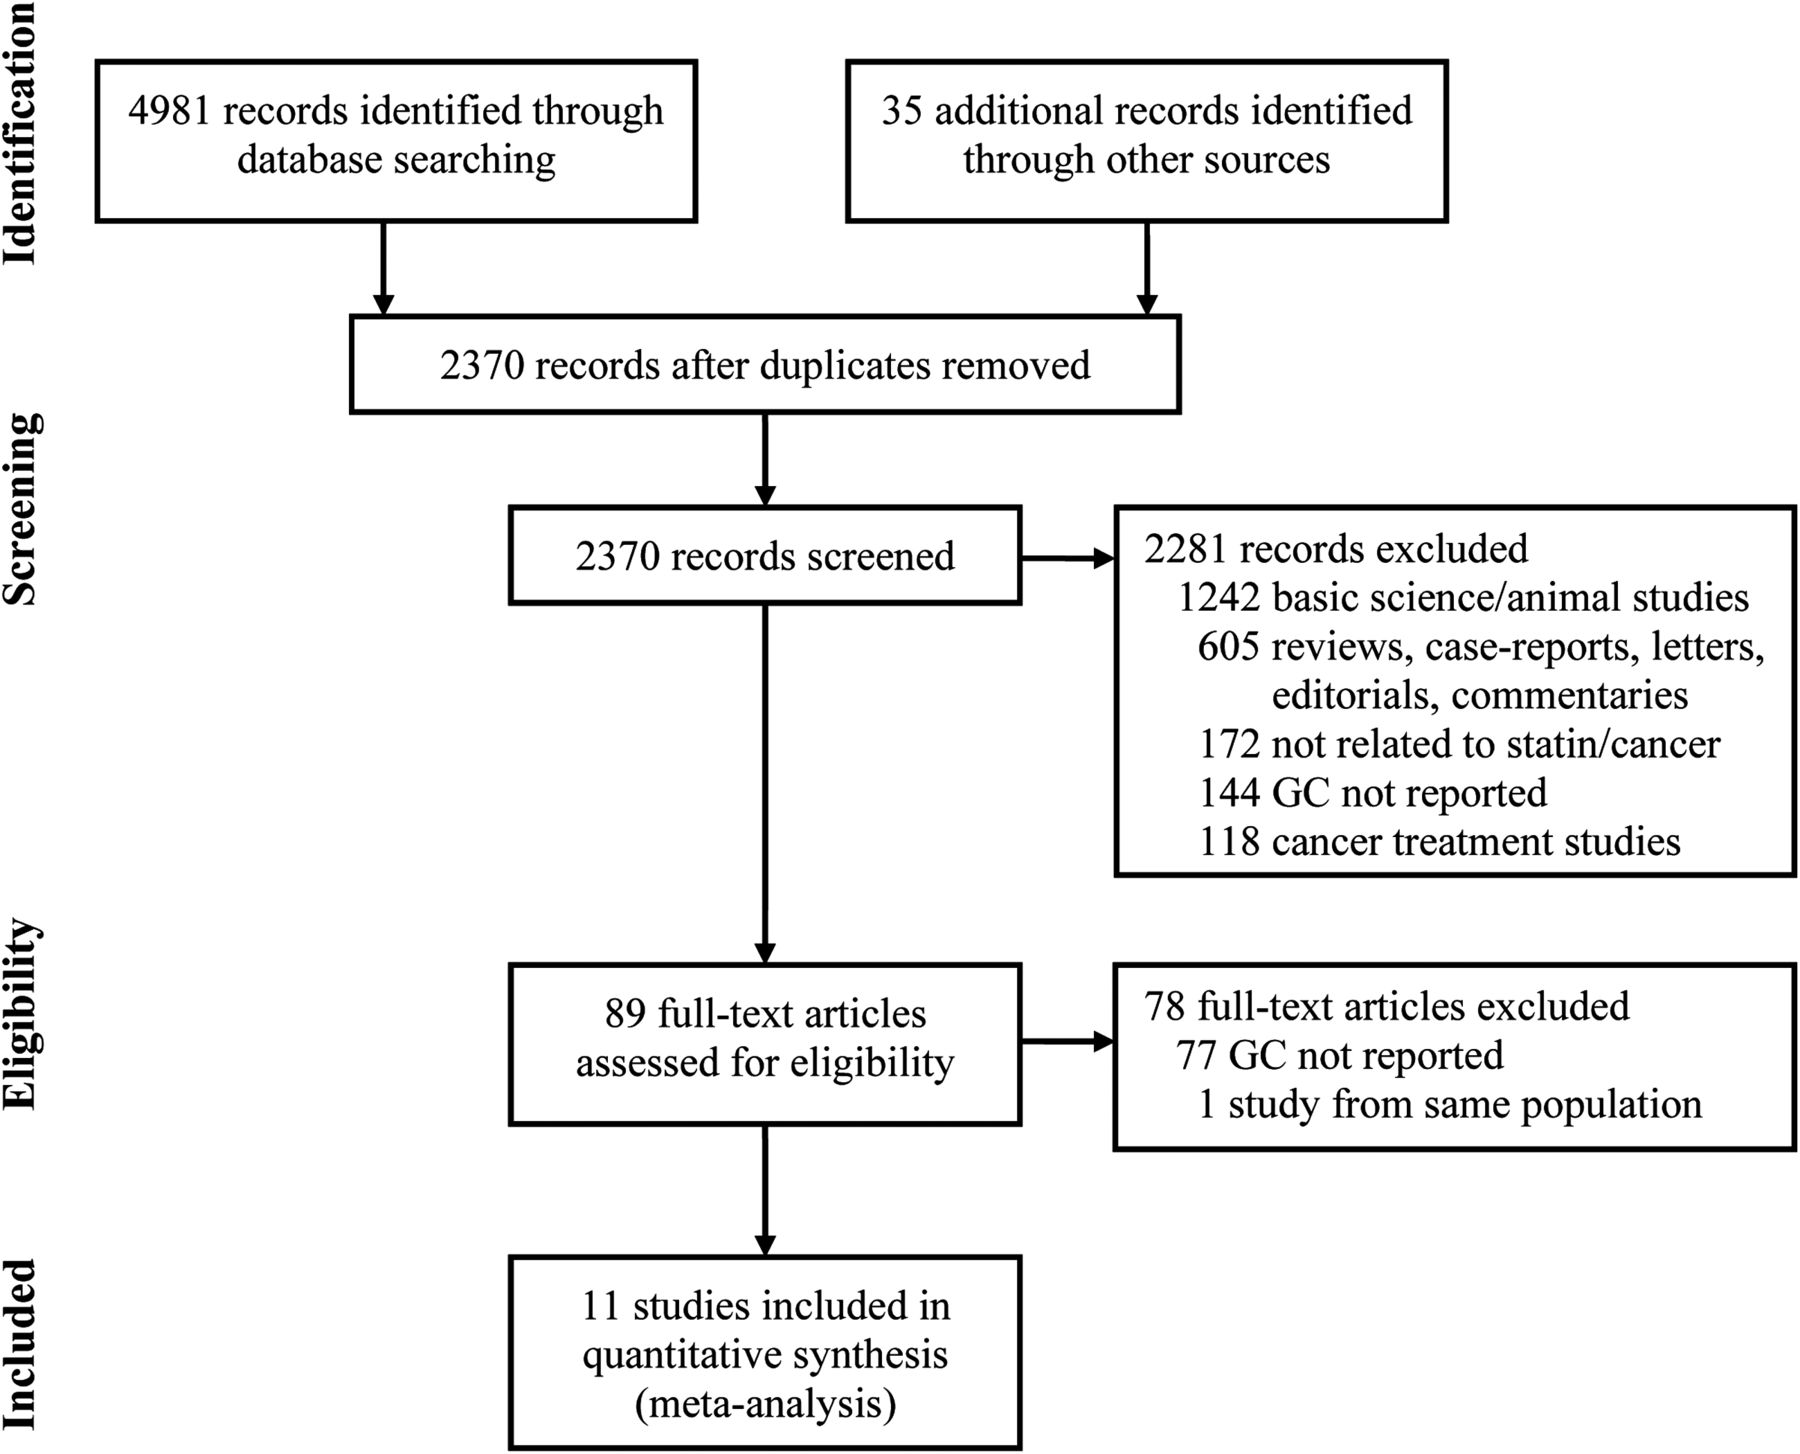 Identification
4981 records identified through
database searching
35 additional records identified
through other sources
2370 records after duplicates removed
Screening
2370 records screened
2281 records excluded
1242 basic science/animal studies
605 reviews, case-reports, letters,
editorials, commentaries
172 not related to statin/cancer
144 GC not reported
118 cancer treatment studies
Eligibility
89 full-text articles
assessed for eligibility
78 full-text articles excluded
77 GC not reported
1 study from same population
Included
11 studies included in
quantitative synthesis
(meta-analysis)